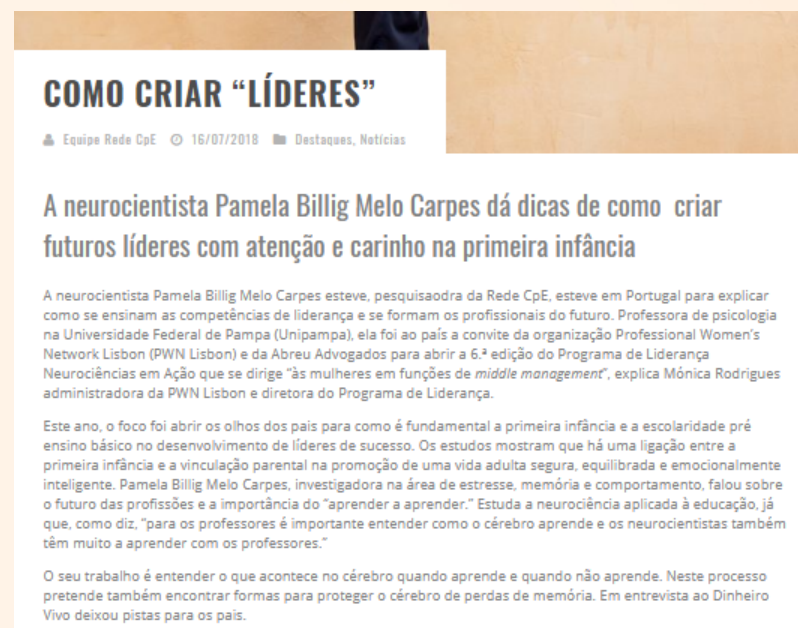 COMO CRIAR “LÍDERES”
Equipe Rede CpE 16/07/2018 Destaques, Notícias
A neurocientista Pamela Billig Melo Carpes dá dicas de como criar
futuros líderes com atenção e carinho na primeira infância
A neurocientista Pamela Billig Melo Carpes esteve, pesquisaodra da Rede CpE, esteve em Portugal para explicar
como se ensinam as competências de liderança e se formam os profissionais do futuro. Professora de psicologia
na Universidade Federal de Pampa (Unipampa), ela foi ao país a convite da organização Professional Women’s
Network Lisbon (PWN Lisbon) e da Abreu Advogados para abrir a 6.ª edição do Programa de Liderança
Neurociências em Ação que se dirige “às mulheres em funções de middle management”, explica Mónica Rodrigues
administradora da PWN Lisbon e diretora do Programa de Liderança.
Este ano, o foco foi abrir os olhos dos pais para como é fundamental a primeira infância e a escolaridade pré
ensino básico no desenvolvimento de líderes de sucesso. Os estudos mostram que há uma ligação entre a
primeira infância e a vinculação parental na promoção de uma vida adulta segura, equilibrada e emocionalmente
inteligente. Pamela Billig Melo Carpes, investigadora na área de estresse, memória e comportamento, falou sobre
o futuro das profissões e a importância do “aprender a aprender.” Estuda a neurociência aplicada à educação, já
que, como diz, “para os professores é importante entender como o cérebro aprende e os neurocientistas também
têm muito a aprender com os professores.”
O seu trabalho é entender o que acontece no cérebro quando aprende e quando não aprende. Neste processo
pretende também encontrar formas para proteger o cérebro de perdas de memória. Em entrevista ao Dinheiro
Vivo deixou pistas para os pais.